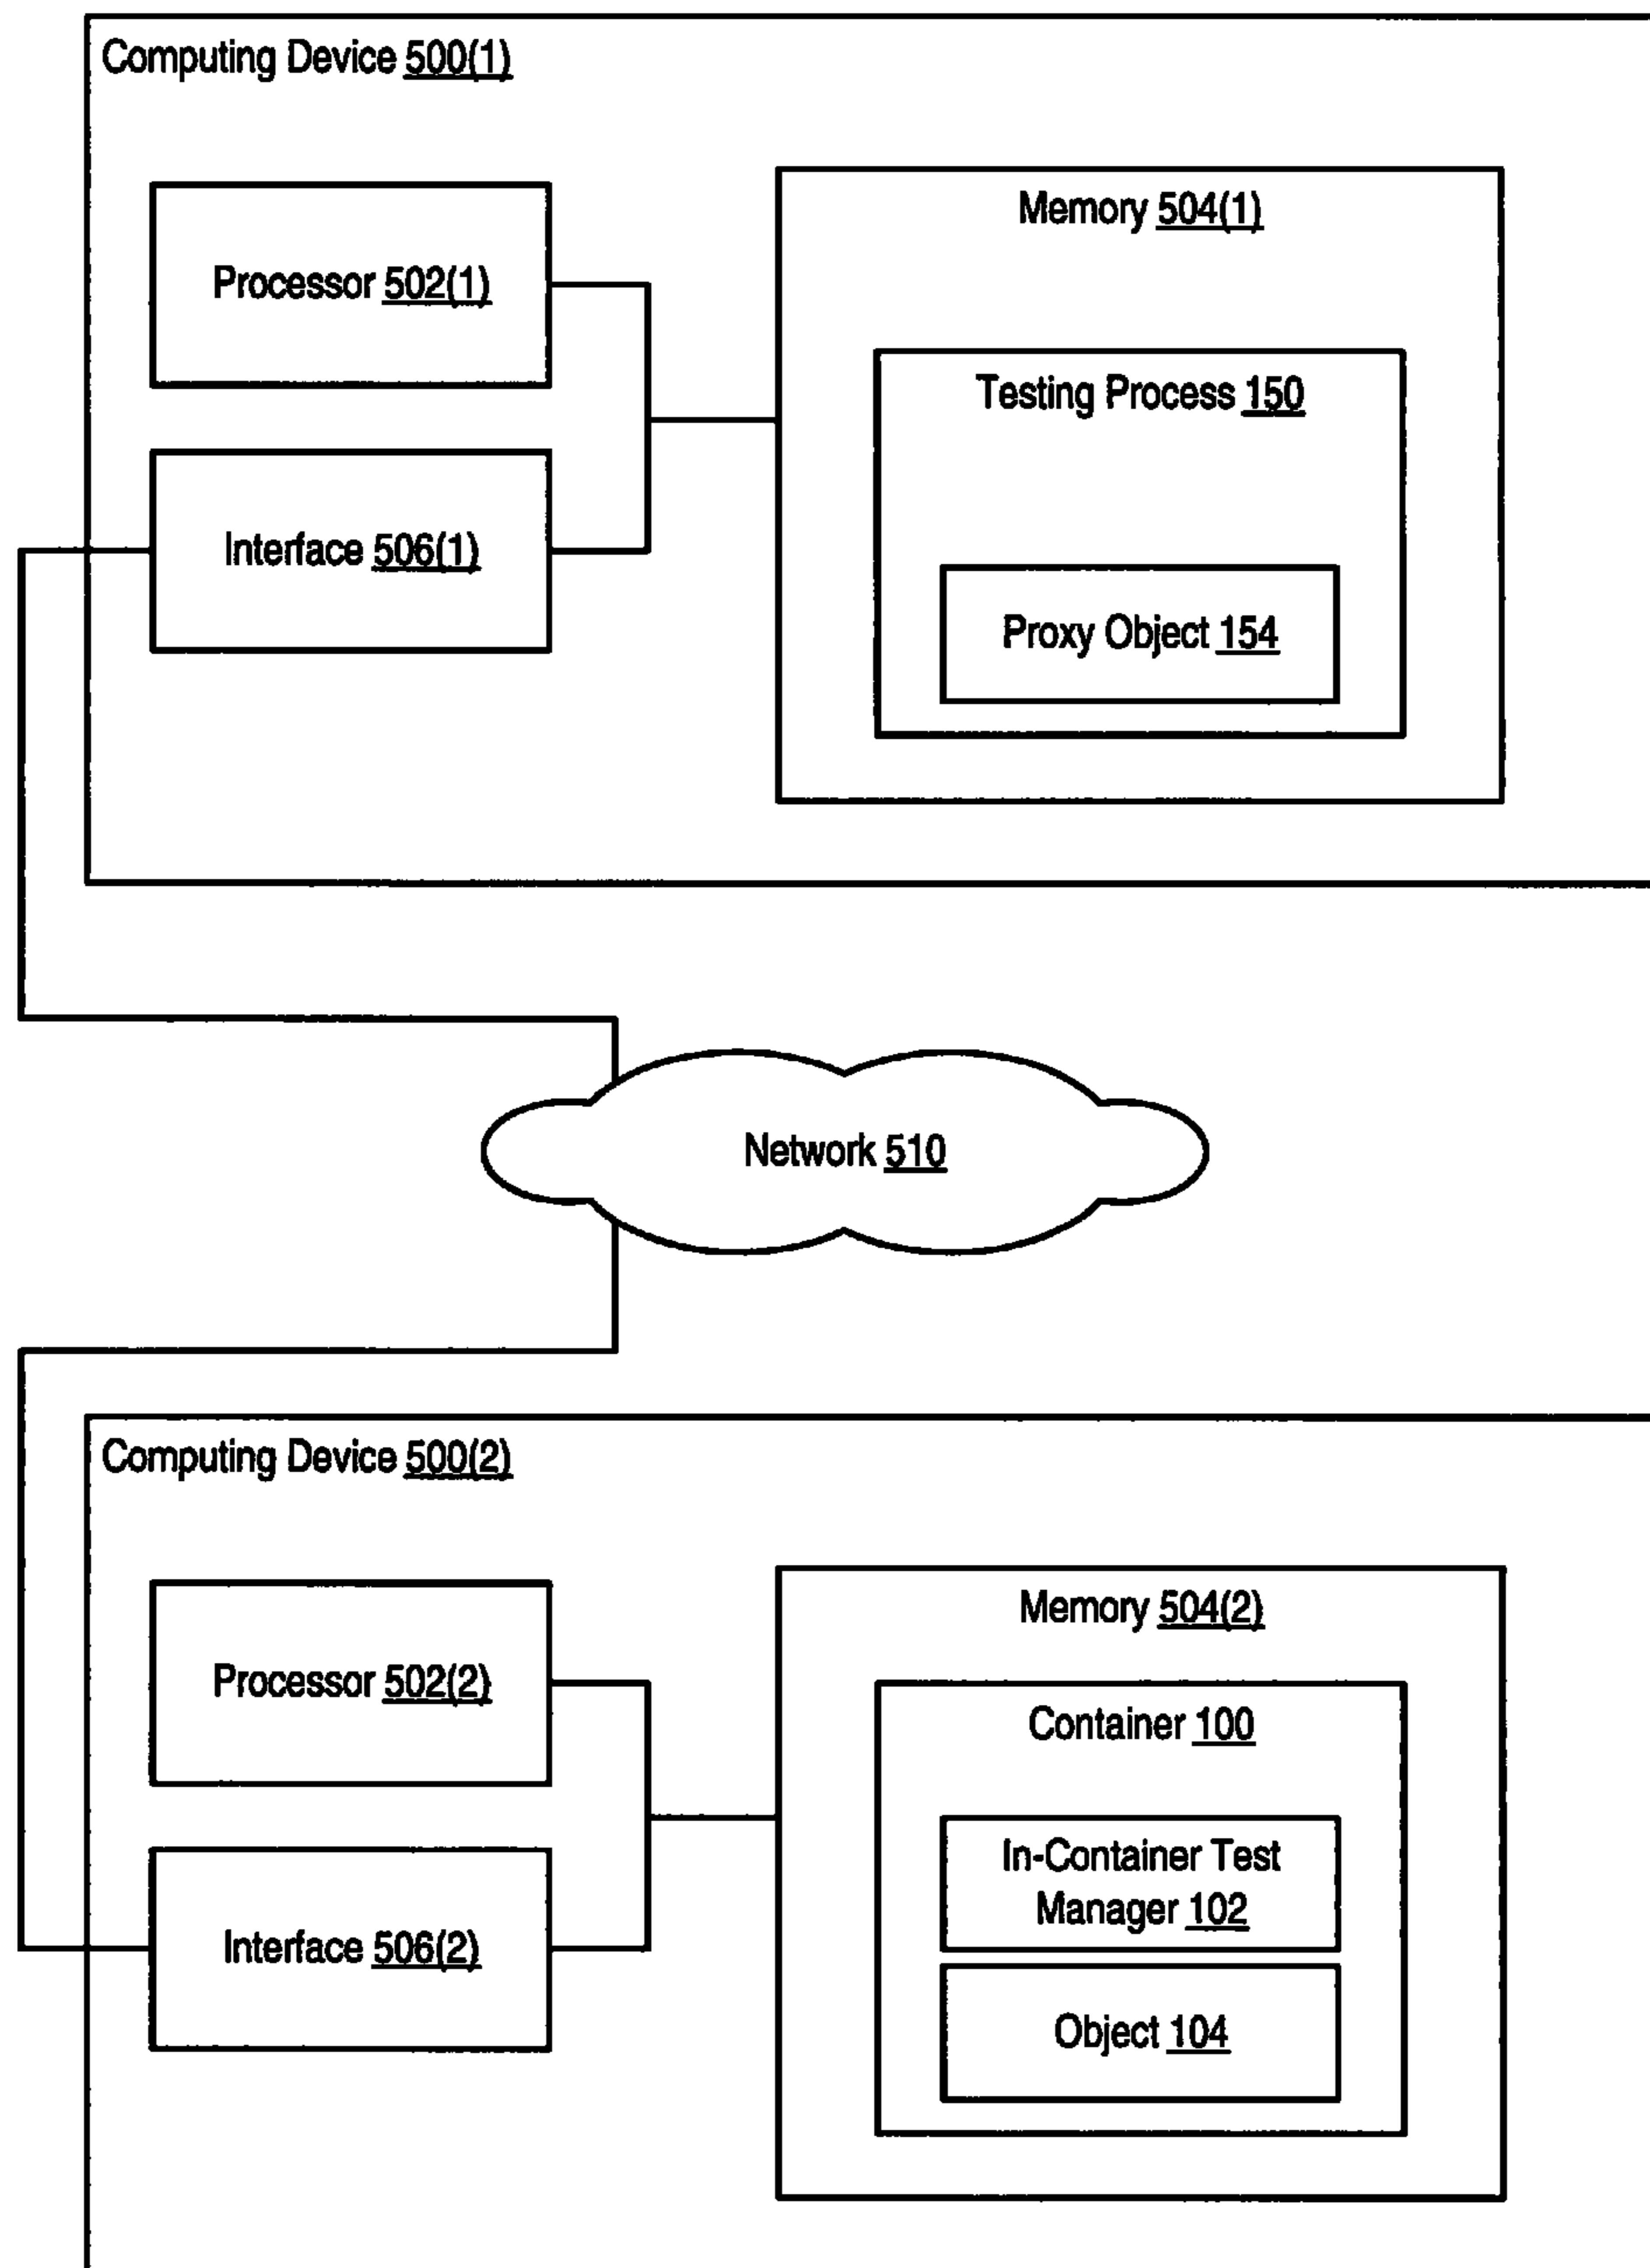 Computing Device 500(1)
Memory 504(1)
Processor 502(1)
Testing Process 150
Interface 506(1)
Proxy Object 154
Network 510
Computing Device 500(2)
Memory 504(2)
Processor 502(2)
Container 100
In-Container Test
Manager 102
Interface 506(2)
Object 104